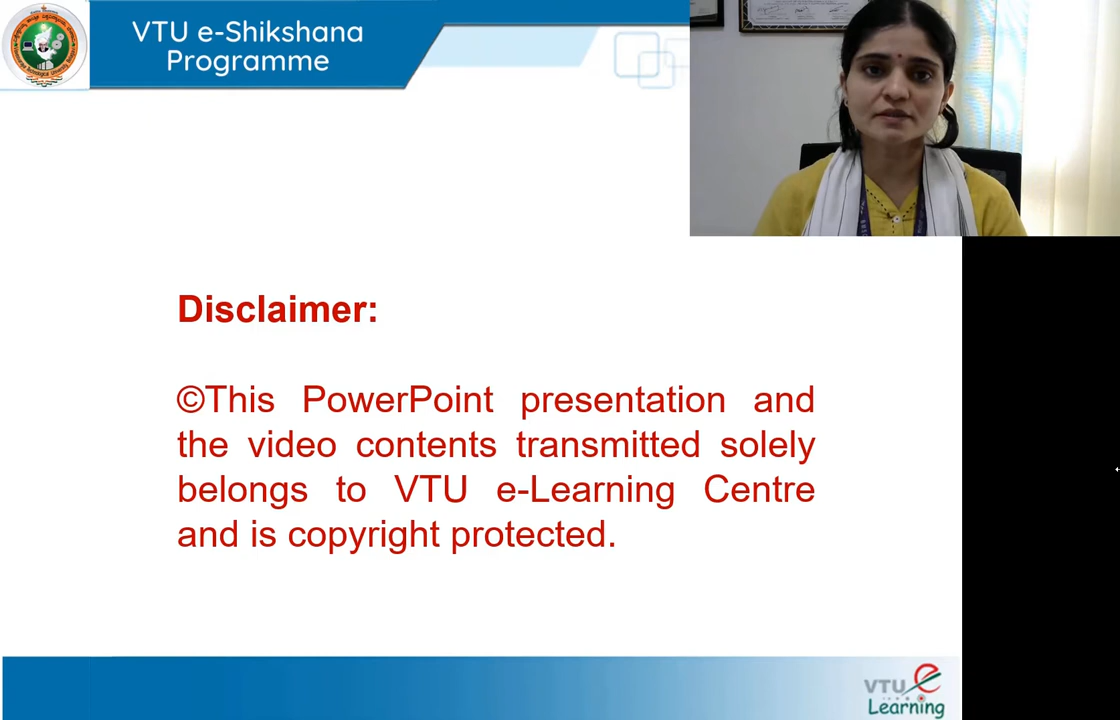 VTU e-Shikshana
Programme
Disclaimer:
©This PowerPoint presentation and
the video contents transmitted solely
belongs to VTU e-Learning Centre
and is copyright protected.
VTU e
Learning